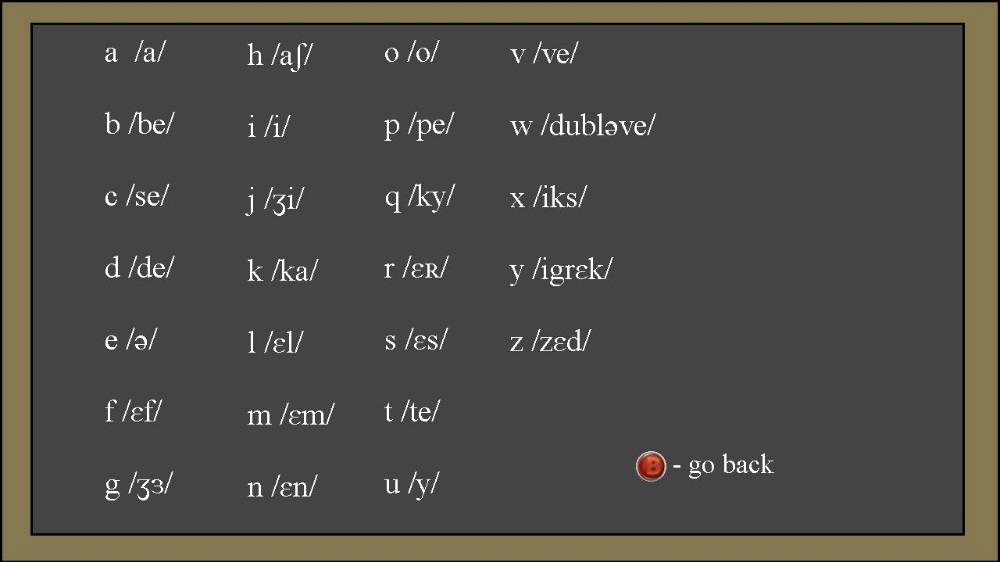 a /a/
b /be/
c /se/
d /de/
e /ə/
f /ɛf/
g /ʒɜ/
h /aʃ/
i /i/
j /ʒi/
k /ka/
l /ɛl/
m /ɛm/
n /ɛn/
o /o/
p /pe/
q /ky/
r /ɛʀ/
s /ɛs/
t /te/
u /y/
v /ve/
w /dubləve/
x /iks/
y /igrɛk/
z /zɛd/
B - go back